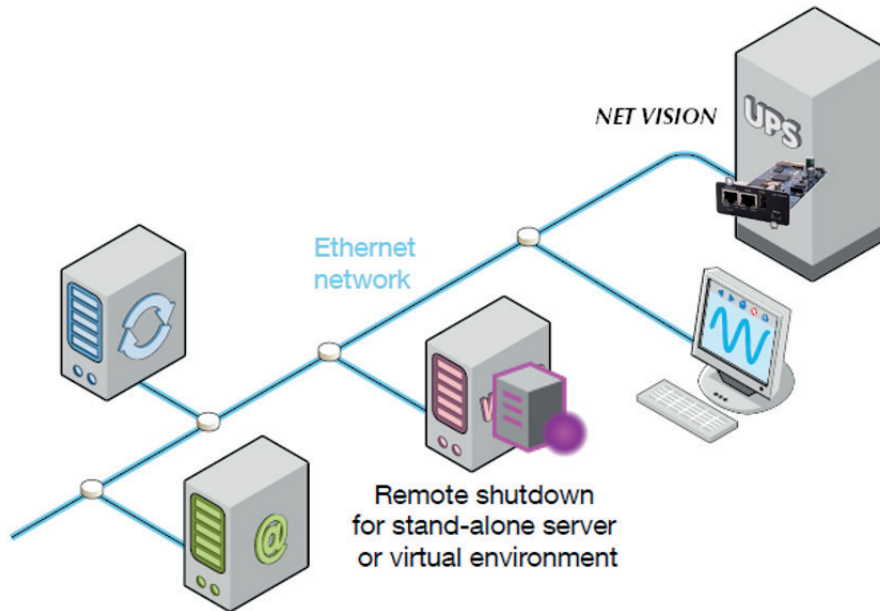 NET VISION
UPS
Ethernet
network
@
Remote shutdown
for stand-alone server
or virtual environment